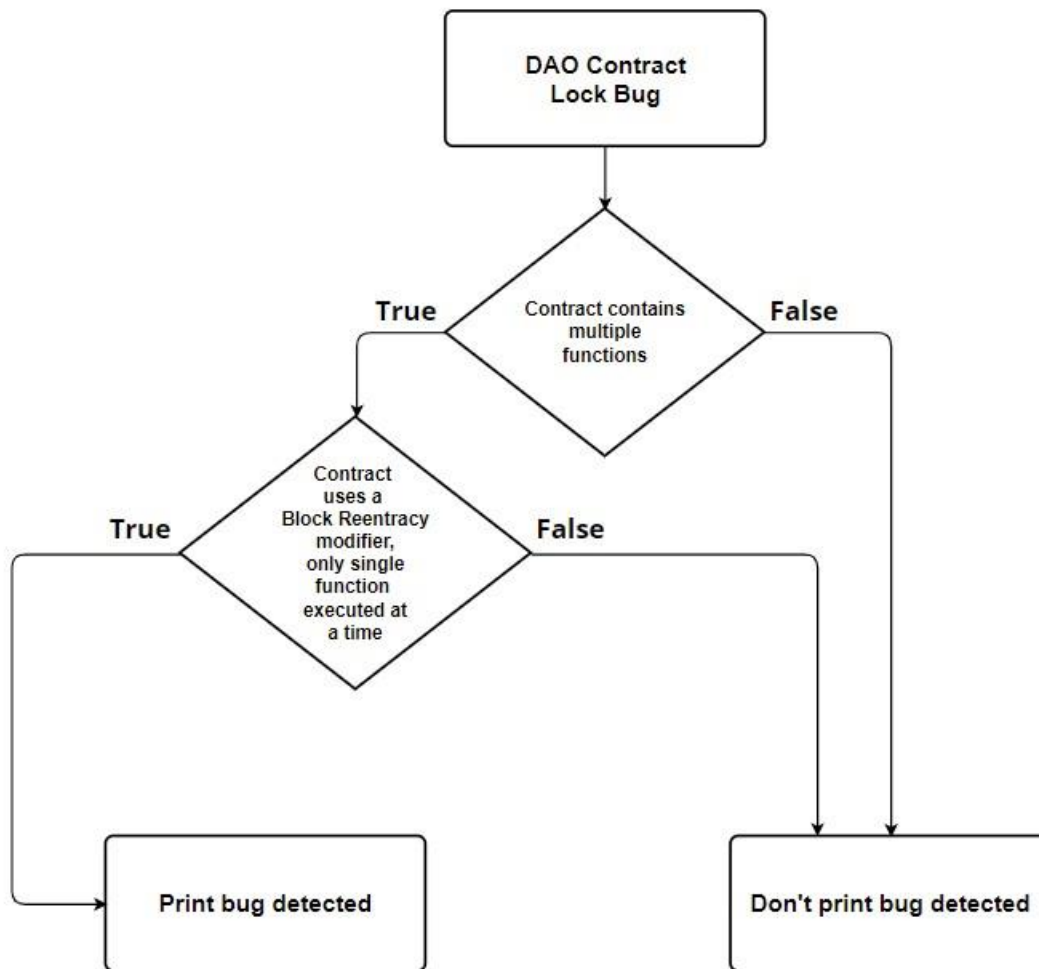 DAO Contract
Lock Bug
True
Contract contains
multiple
functions
False
True
Contract
uses a
Block Reentracy
modifier,
only single
function
executed at
a time
False
Print bug detected
Don't print bug detected